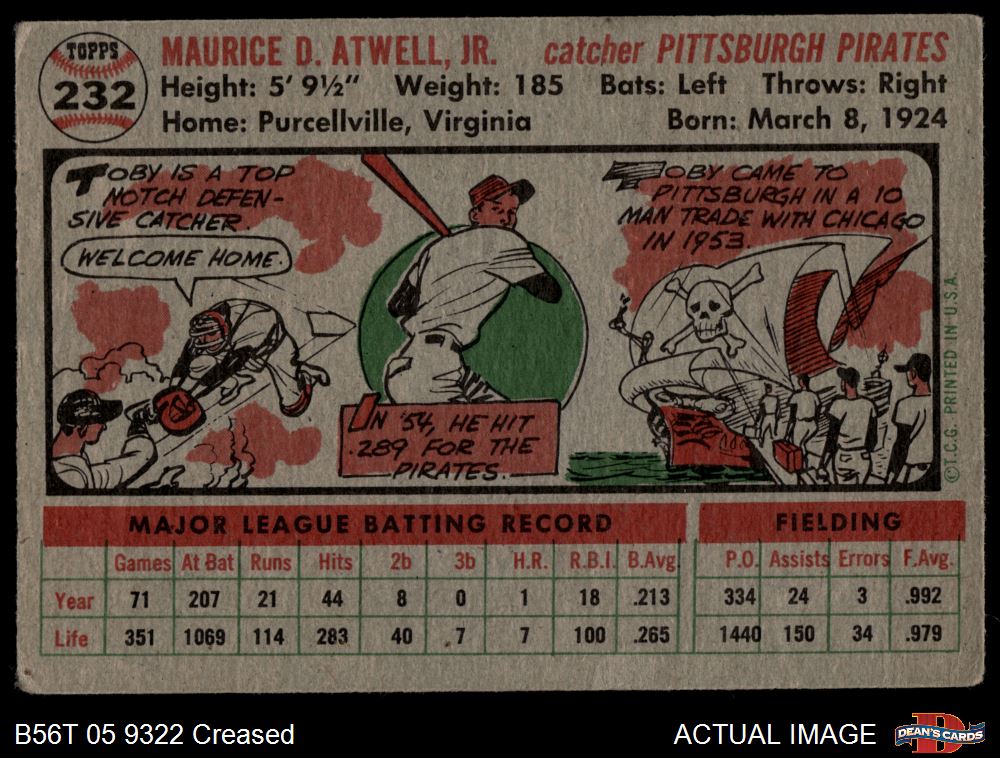 TOPPS
232
MAURICE D. ATWELL, JR. catcher PITTSBURGH PIRATES
Height: 5' 9½" Weight: 185 Bats: Left Throws: Right
Home: Purcellville, Virginia Born: March 8, 1924
TOBY IS A TOP
NOTCH DEFEN-
SIVE CATCHER.
WELCOME HOME.
IN '54, HE HIT
.289 FOR THE
PIRATES.
TOBY CAME TO
PITTSBURGH IN A 10
MAN TRADE WITH CHICAGO
IN 1953.
©T.C.G. PRINTED IN U.S.A.
MAJOR LEAGUE BATTING RECORD FIELDING
Games At Bat Runs Hits 2b 3b H.R. R.B.I. B.Avg. P.O. Assists Errors F.Avg.
Year 71 207 21 44 8 0 1 18 .213 334 24 3 .992
Life 351 1069 114 283 40 7 7 100 .265 1440 150 34 .979
B56T 05 9322 Creased ACTUAL IMAGE
DEAN'S CARDS